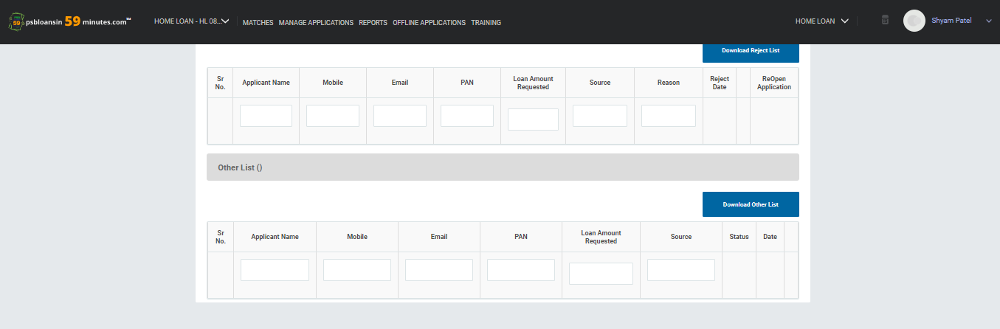 psbloansin 59 minutes.com™
HOME LOAN - HL 08...
MATCHES MANAGE APPLICATIONS REPORTS OFFLINE APPLICATIONS TRAINING
HOME LOAN
Shyam Patel
Download Reject List
Sr No. Applicant Name Mobile Email PAN Loan Amount Requested Source Reason Reject Date ReOpen Application
Other List ()
Download Other List
Sr No. Applicant Name Mobile Email PAN Loan Amount Requested Source Status Date